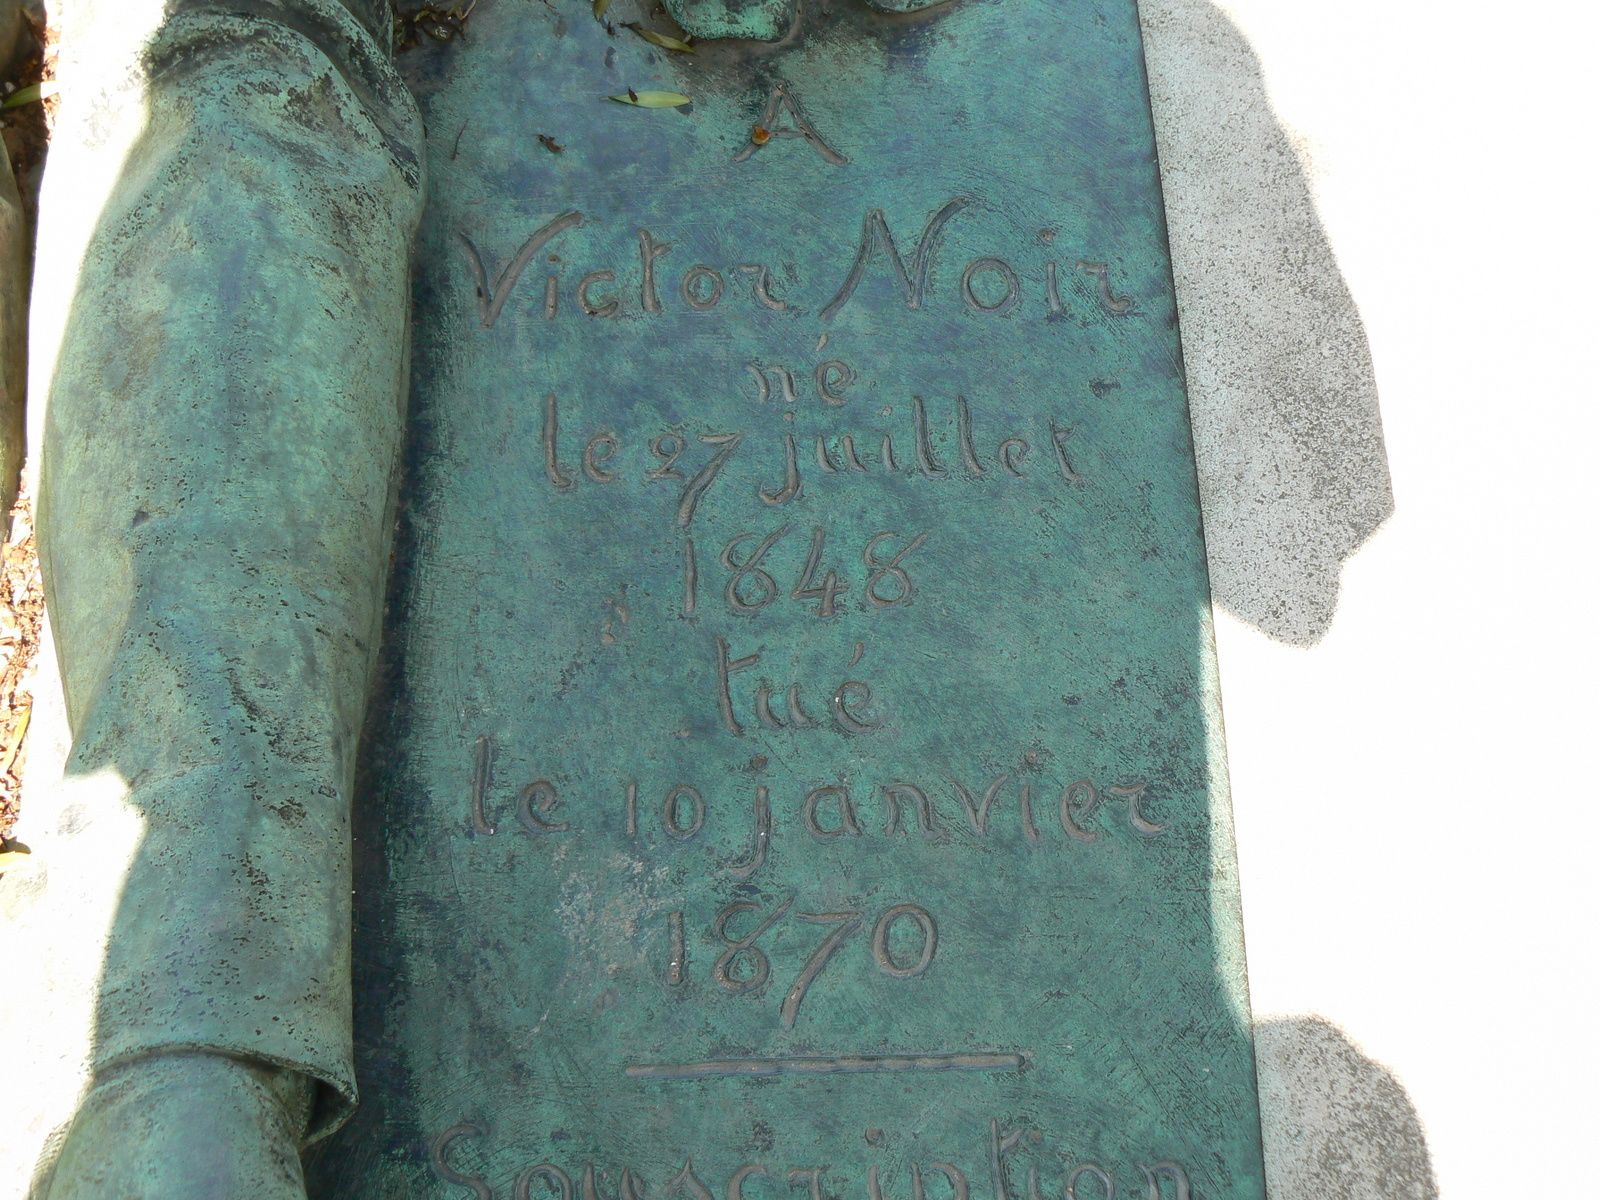 A
Victor Noir
né
le 27 juillet
1848
tué
le 10 janvier
1870
Souscription